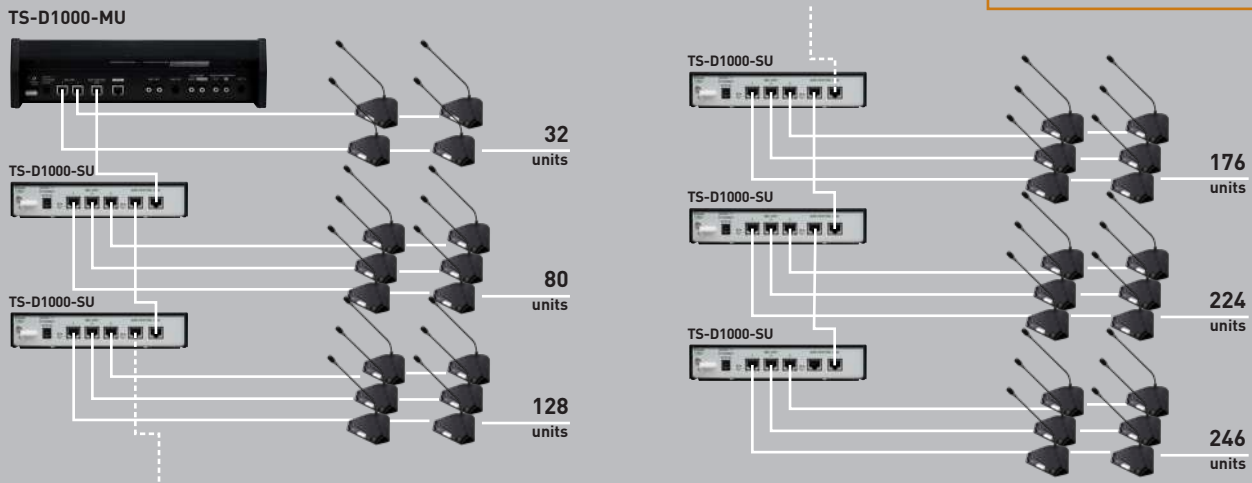 TS-D1000-MU
32
units
TS-D1000-SU
80
units
TS-D1000-SU
128
units
TS-D1000-SU
176
units
TS-D1000-SU
224
units
TS-D1000-SU
246
units